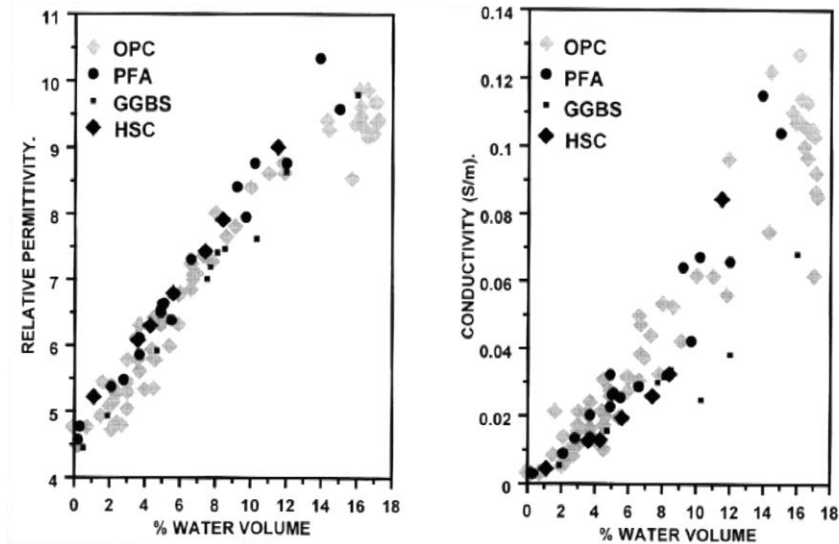 11
10
9
8
7
6
5
4
RELATIVE PERMITTIVITY.
OPC
PFA
GGBS
HSC
0 2 4 6 8 10 12 14 16 18
% WATER VOLUME
0.14
0.12
0.1
0.08
0.06
0.04
0.02
0
CONDUCTIVITY (S/m).
OPC
PFA
GGBS
HSC
0 2 4 6 8 10 12 14 16 18
% WATER VOLUME